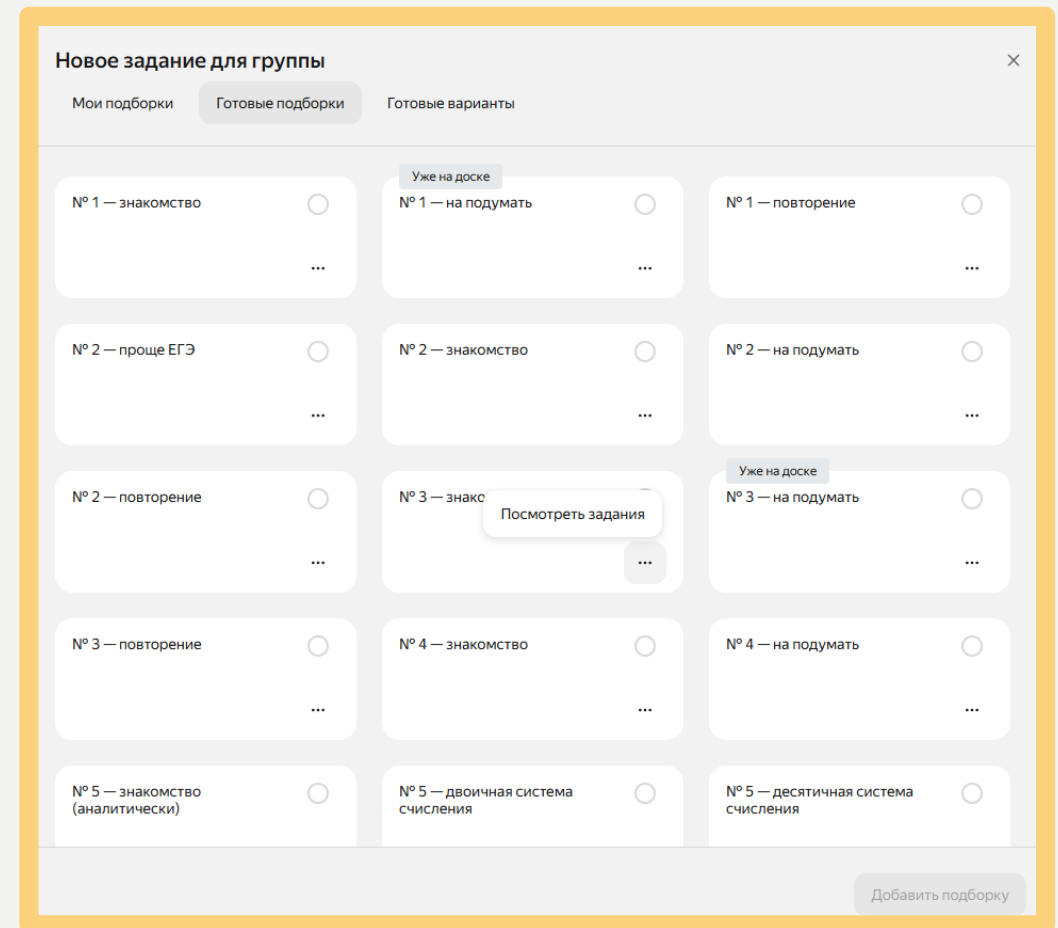 Новое задание для группы
Мои подборки
Готовые подборки
Готовые варианты
№ 1 — знакомство
Уже на доске
№ 1 — на подумать
№ 1 — повторение
№ 2 — проще ЕГЭ
№ 2 — знакомство
№ 2 — на подумать
№ 2 — повторение
№ 3 — знако
Посмотреть задания
Уже на доске
№ 3 — на подумать
№ 3 — повторение
№ 4 — знакомство
№ 4 — на подумать
№ 5 — знакомство
(аналитически)
№ 5 — двоичная система
счисления
№ 5 — десятичная система
счисления
Добавить подборку